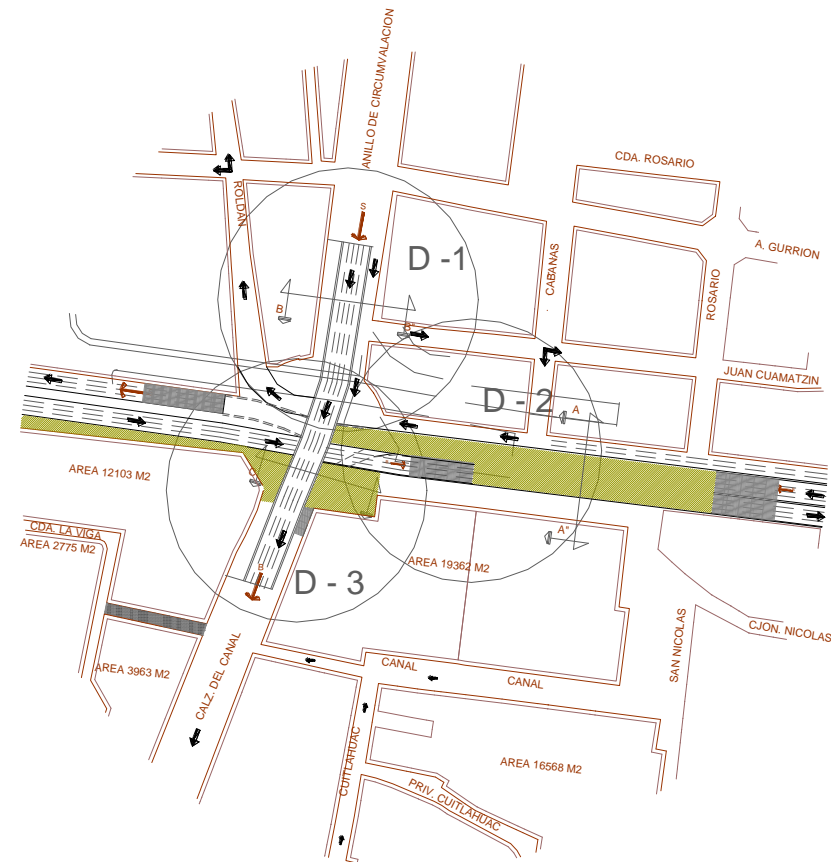 ANILLO DE CIRCUMVALACION
CDA. ROSARIO
ROLDAN
S
D -1
A. GURRION
CABANAS
ROSARIO
B
B"
JUAN CUAMATZIN
D - 2
A
AREA 12103 M2
CDA. LA VIGA
AREA 2775 M2
A"
AREA 19362 M2
B
D - 3
CJON. NICOLAS
SAN NICOLAS
AREA 3963 M2
CALZ. DEL CANAL
CANAL
CANAL
CUITLAHUAC
AREA 16568 M2
PRIV. CUITLAHUAC